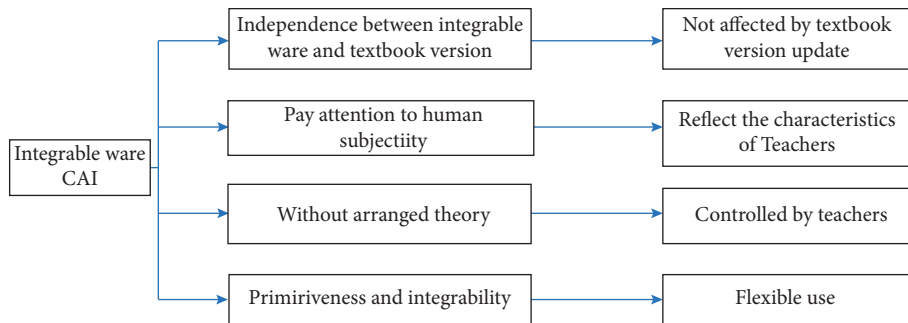 Independence between integrable
ware and textbook version
Not affected by textbook
version update
Pay attention to human
subjectiity
Reflect the characteristics
of Teachers
Integrable ware
CAI
Without arranged theory
Controlled by teachers
Primiriveness and integrability
Flexible use